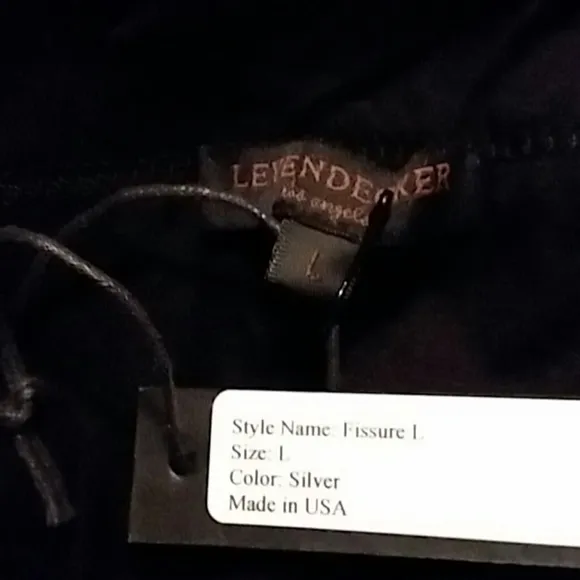 LEYENDECKER
los angeles
L
Style Name: Fissure L
Size: L
Color: Silver
Made in USA